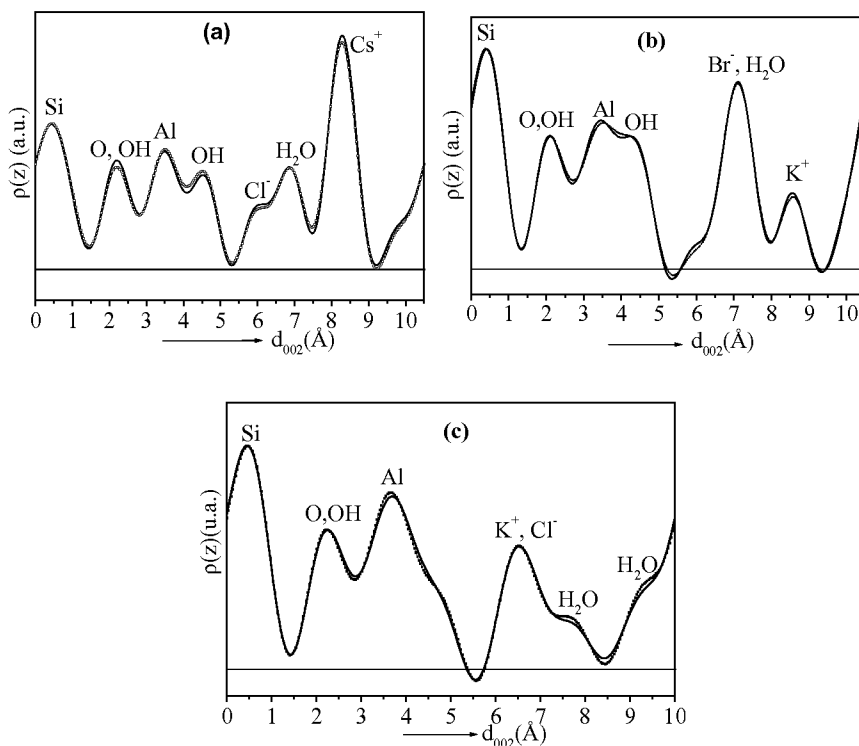 (a)
Cs⁺
Si
O, OH
Al
OH
Cl⁻
H₂O
ρ(z) (a.u.)
0 1 2 3 4 5 6 7 8 9 10
d₀₀₂(Å)
(b)
Si
Br⁻, H₂O
O,OH
Al
OH
K⁺
ρ(z) (a.u.)
0 1 2 3 4 5 6 7 8 9 10
d₀₀₂(Å)
(c)
Si
Al
O,OH
K⁺, Cl⁻
H₂O
H₂O
ρ(z)(u.a.)
0 1 2 3 4 5 6 7 8 9 10
d₀₀₂(Å)